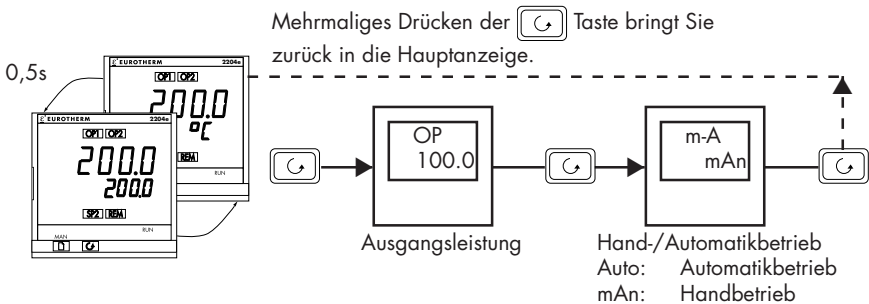 Mehrmaliges Drücken der Taste bringt Sie
zurück in die Hauptanzeige.
0,5s
EUROTHERM 2204e
OP1 OP2
200.0
°C
REM
RUN
EUROTHERM 2204e
OP1 OP2
200.0
200.0
SP2 REM
MAN RUN
OP
100.0
m-A
mAn
Ausgangsleistung
Hand-/Automatikbetrieb
Auto: Automatikbetrieb
mAn: Handbetrieb